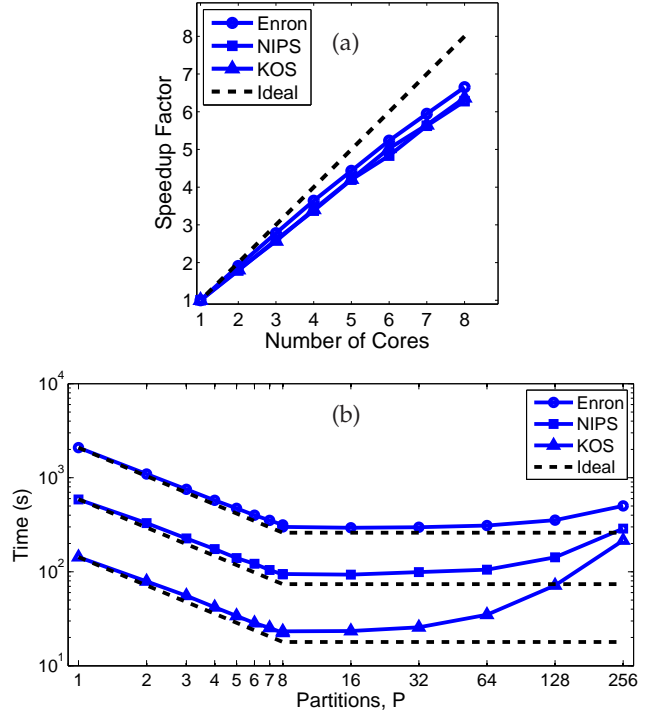 Enron
NIPS
KOS
Ideal
(a)
8
7
6
5
4
3
2
1
Speedup Factor
1 2 3 4 5 6 7 8
Number of Cores
10^4
10^3
10^2
10^1
Time (s)
(b)
Enron
NIPS
KOS
Ideal
1 2 3 4 5 6 7 8 16 32 64 128 256
Partitions, P